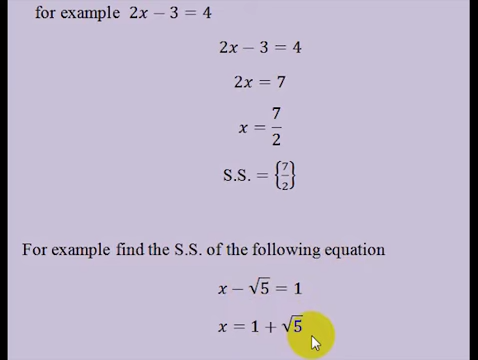 for example 2x − 3 = 4
2x − 3 = 4
2x = 7
x = 7/2
S.S. = {7/2}
For example find the S.S. of the following equation
x − √5 = 1
x = 1 + √5